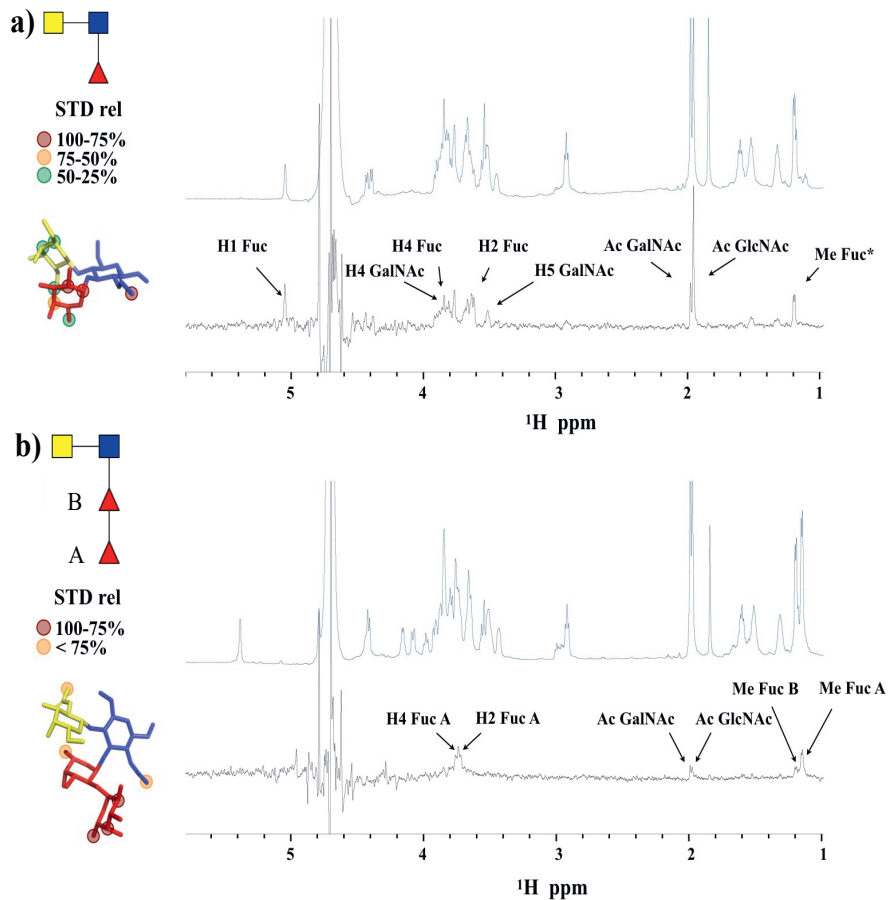 a)
STD rel
100-75%
75-50%
50-25%
H1 Fuc
H4 Fuc
H4 GalNAc
H2 Fuc
H5 GalNAc
Ac GalNAc
Ac GlcNAc
Me Fuc*
5
4
3
2
1
¹H ppm
b)
B
A
STD rel
100-75%
< 75%
H4 Fuc A
H2 Fuc A
Ac GalNAc
Ac GlcNAc
Me Fuc B
Me Fuc A
5
4
3
2
1
¹H ppm